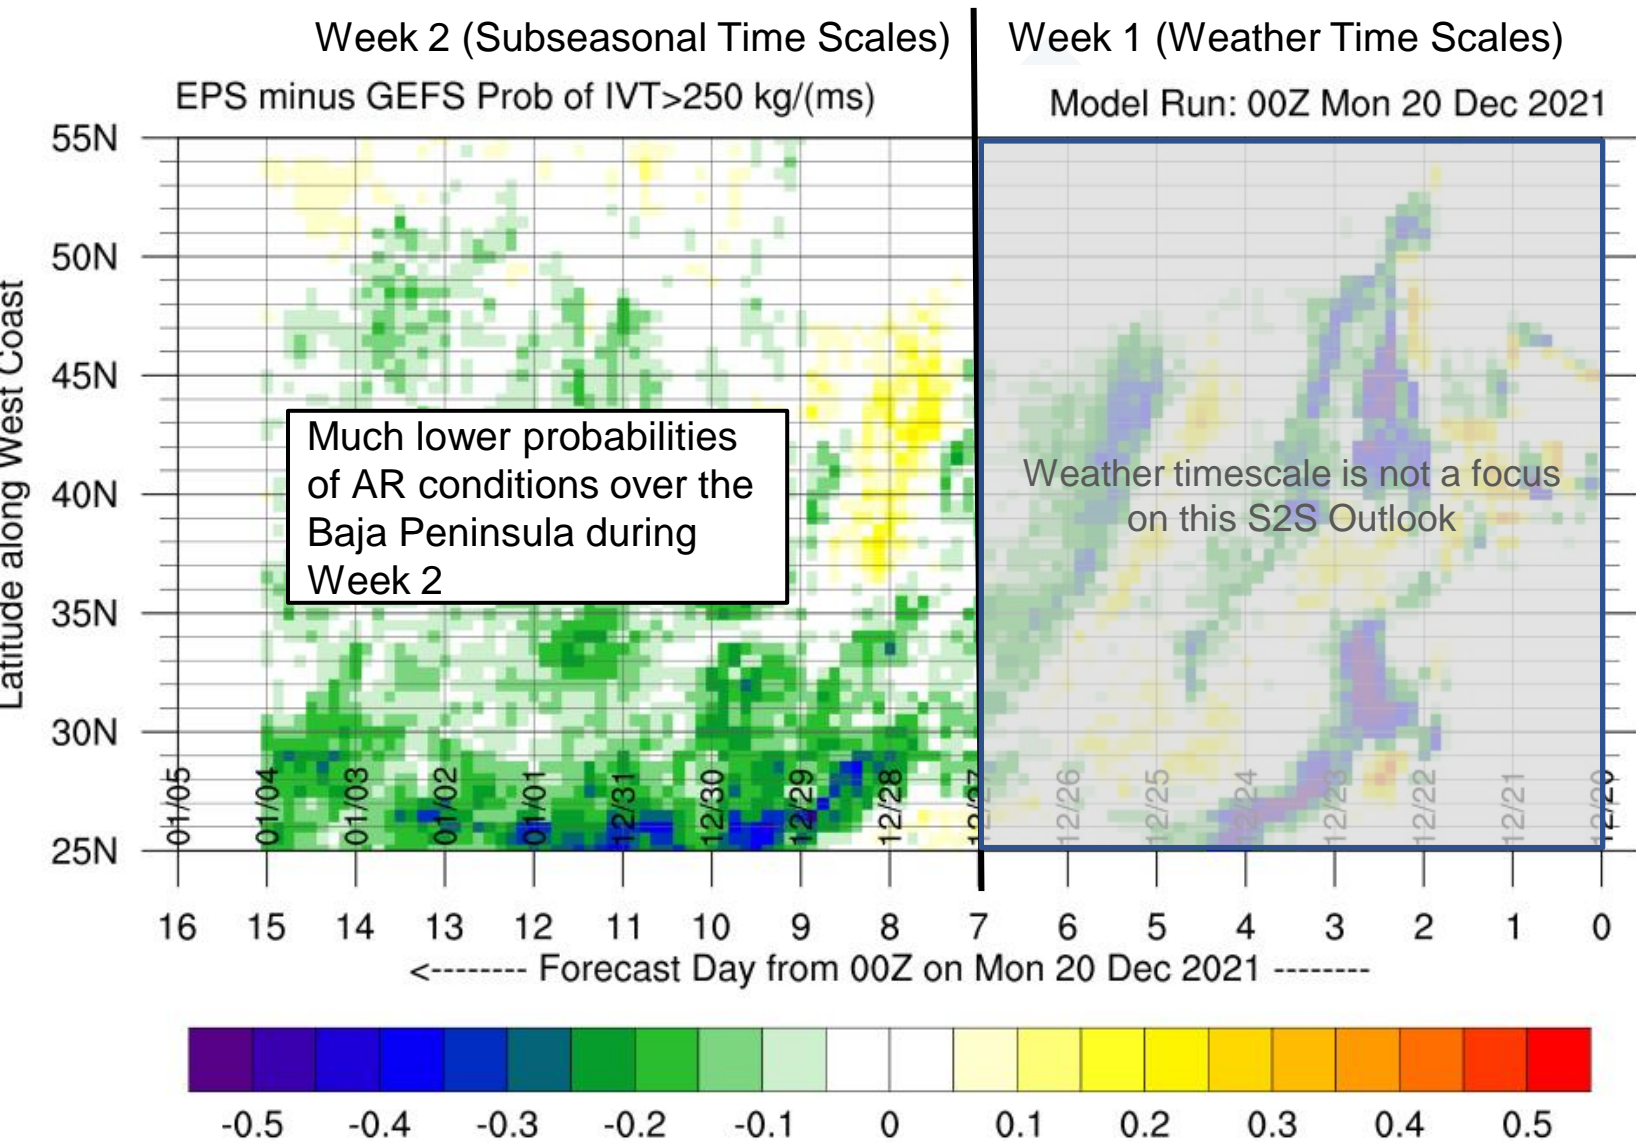 Week 2 (Subseasonal Time Scales)
Week 1 (Weather Time Scales)
EPS minus GEFS Prob of IVT>250 kg/(ms)
Model Run: 00Z Mon 20 Dec 2021
55N
50N
45N
40N
35N
30N
25N
Latitude along West Coast
Much lower probabilities
of AR conditions over the
Baja Peninsula during
Week 2
Weather timescale is not a focus
on this S2S Outlook
01/05
01/04
01/03
01/02
01/01
12/31
12/30
12/29
12/28
12/27
12/26
12/25
12/24
12/23
12/22
12/21
12/20
16 15 14 13 12 11 10 9 8 7 6 5 4 3 2 1 0
<-------- Forecast Day from 00Z on Mon 20 Dec 2021 --------
-0.5 -0.4 -0.3 -0.2 -0.1 0 0.1 0.2 0.3 0.4 0.5